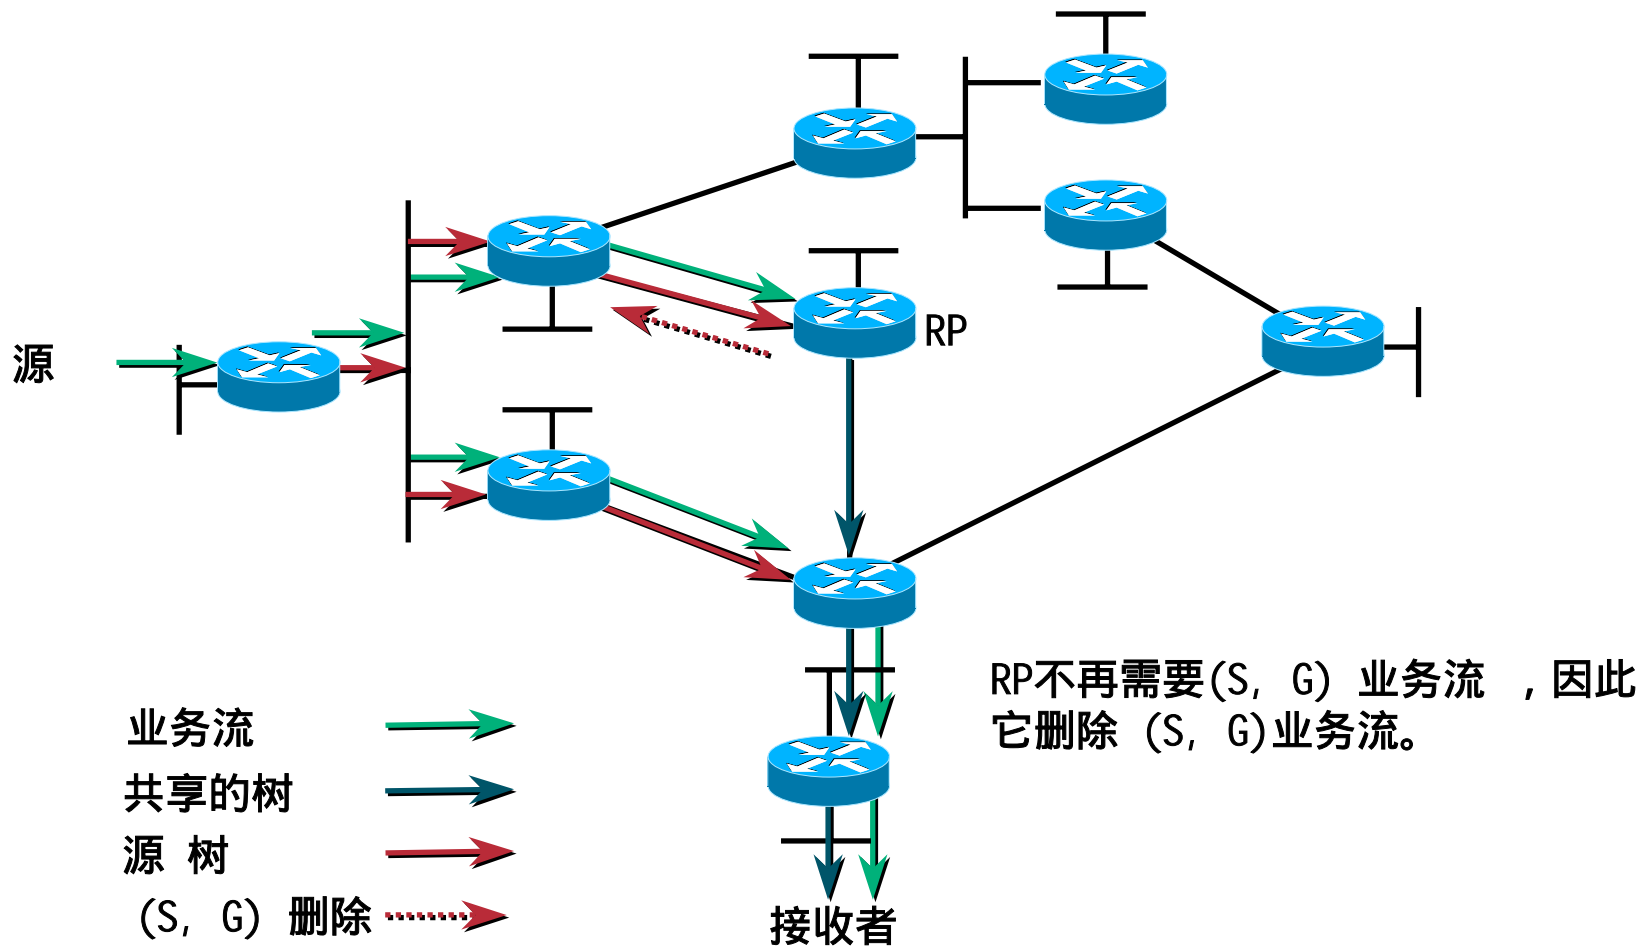 源
RP
RP不再需要(S, G) 业务流 ,因此
它删除 (S, G)业务流。
业务流
共享的树
源 树
(S, G) 删除
接收者